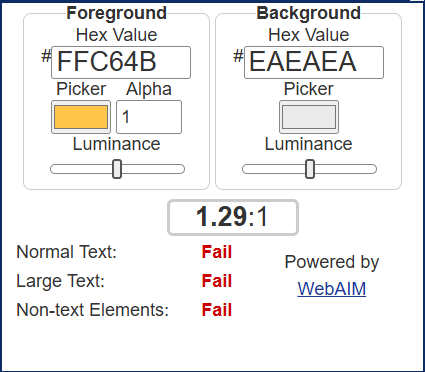 Foreground
Hex Value
#FFC64B
Picker Alpha
1
Luminance
Background
Hex Value
#EAEAEA
Picker
Luminance
1.29:1
Normal Text: Fail
Large Text: Fail
Non-text Elements: Fail
Powered by
WebAIM